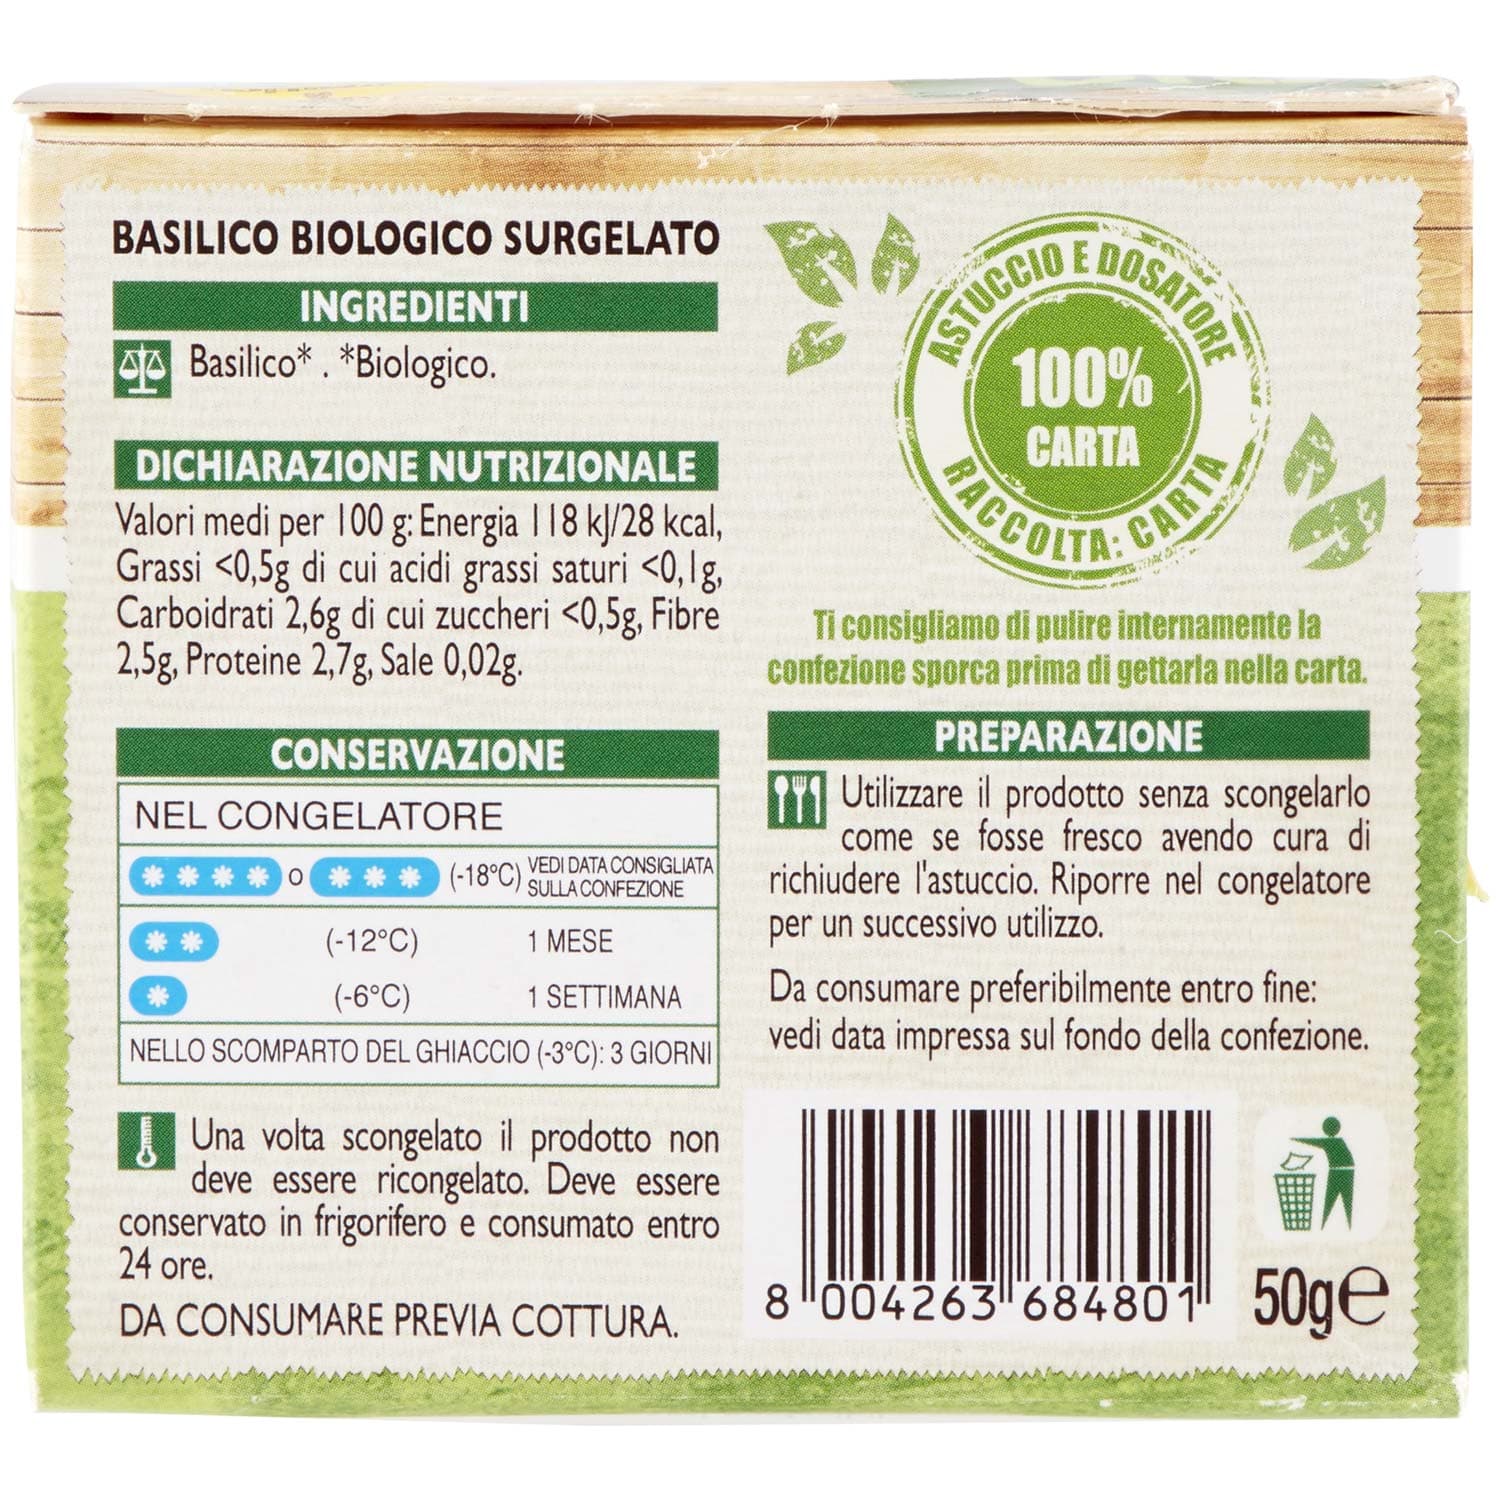 BASILICO BIOLOGICO SURGELATO
INGREDIENTI
Basilico* . *Biologico.
DICHIARAZIONE NUTRIZIONALE
Valori medi per 100 g: Energia 118 kJ/28 kcal,
Grassi <0,5g di cui acidi grassi saturi <0,1g,
Carboidrati 2,6g di cui zuccheri <0,5g, Fibre
2,5g, Proteine 2,7g, Sale 0,02g.
CONSERVAZIONE
NEL CONGELATORE
**** o *** (-18°C) VEDI DATA CONSIGLIATA
SULLA CONFEZIONE
** (-12°C) 1 MESE
* (-6°C) 1 SETTIMANA
NELLO SCOMPARTO DEL GHIACCIO (-3°C): 3 GIORNI
Una volta scongelato il prodotto non
deve essere ricongelato. Deve essere
conservato in frigorifero e consumato entro
24 ore.
DA CONSUMARE PREVIA COTTURA.
ASTUCCIO E DOSATORE
100%
CARTA
RACCOLTA: CARTA
Ti consigliamo di pulire internamente la
confezione sporca prima di gettarla nella carta.
PREPARAZIONE
Utilizzare il prodotto senza scongelarlo
come se fosse fresco avendo cura di
richiudere l'astuccio. Riporre nel congelatore
per un successivo utilizzo.
Da consumare preferibilmente entro fine:
vedi data impressa sul fondo della confezione.
8 004263 684801
50g e